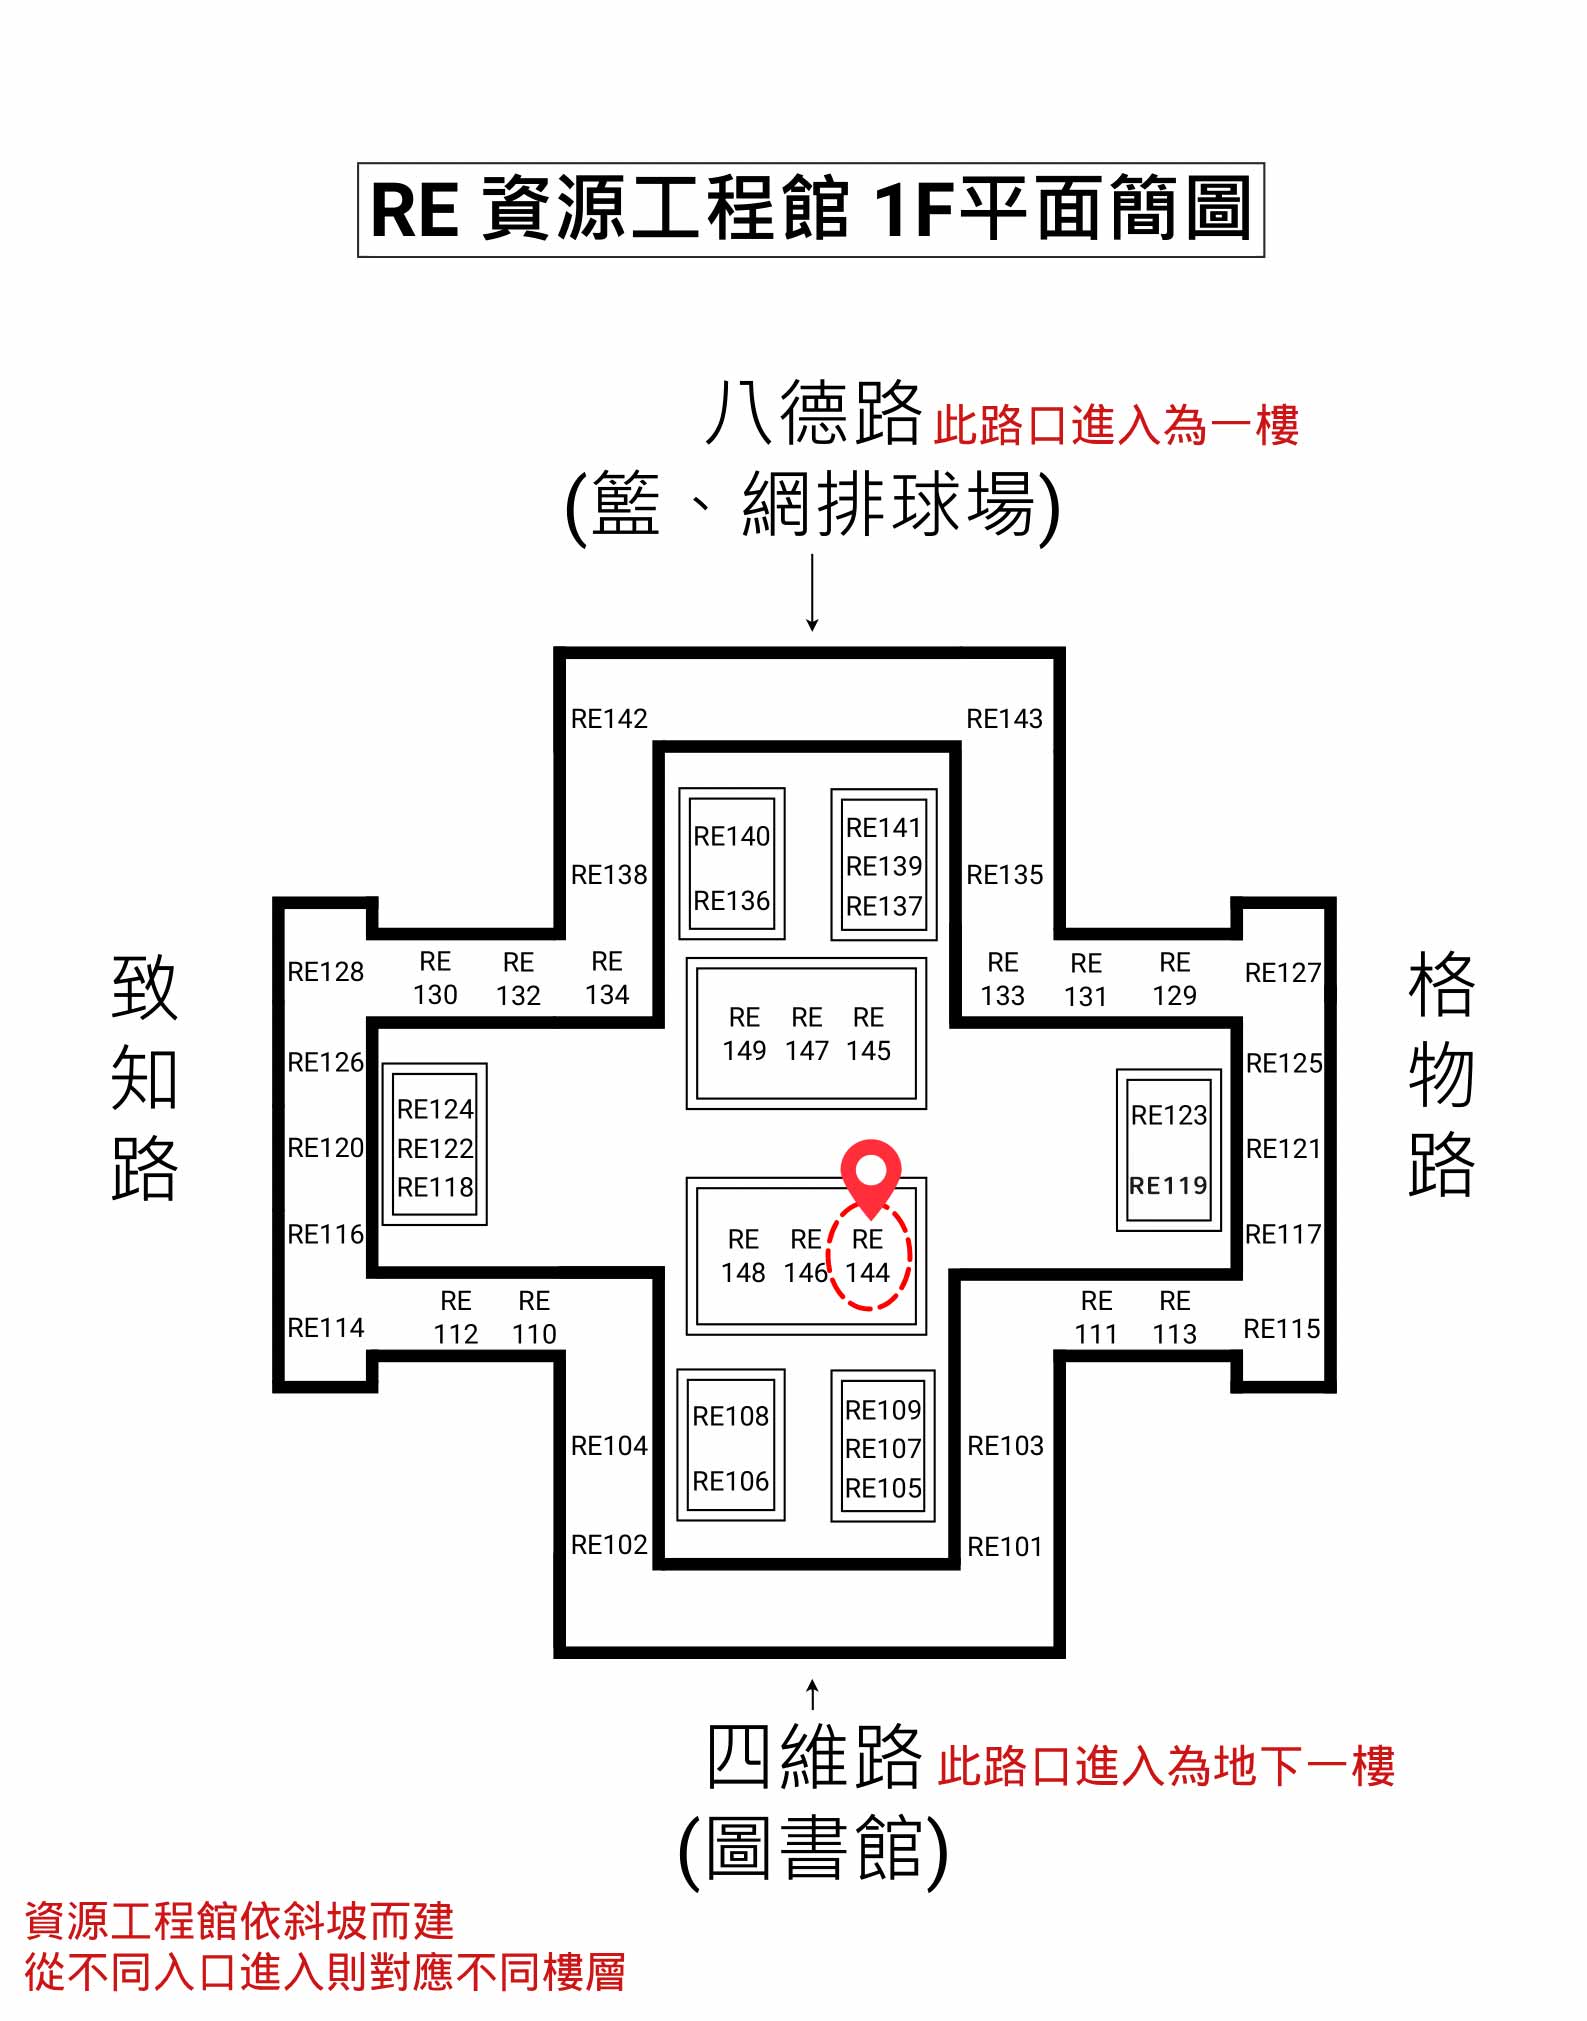 RE 資源工程館 1F平面簡圖
八德路 此路口進入為一樓
(籃、網排球場)
RE142
RE143
RE140
RE136
RE141
RE139
RE137
RE138
RE135
致知路
格物路
RE128
RE
130
RE
132
RE
134
RE
133
RE
131
RE
129
RE127
RE
149
RE
147
RE
145
RE126
RE125
RE124
RE122
RE118
RE123
RE119
RE120
RE121
RE116
RE117
RE
148
RE
146
RE
144
RE114
RE
112
RE
110
RE
111
RE
113
RE115
RE108
RE106
RE109
RE107
RE105
RE104
RE103
RE102
RE101
四維路 此路口進入為地下一樓
(圖書館)
資源工程館依斜坡而建
從不同入口進入則對應不同樓層